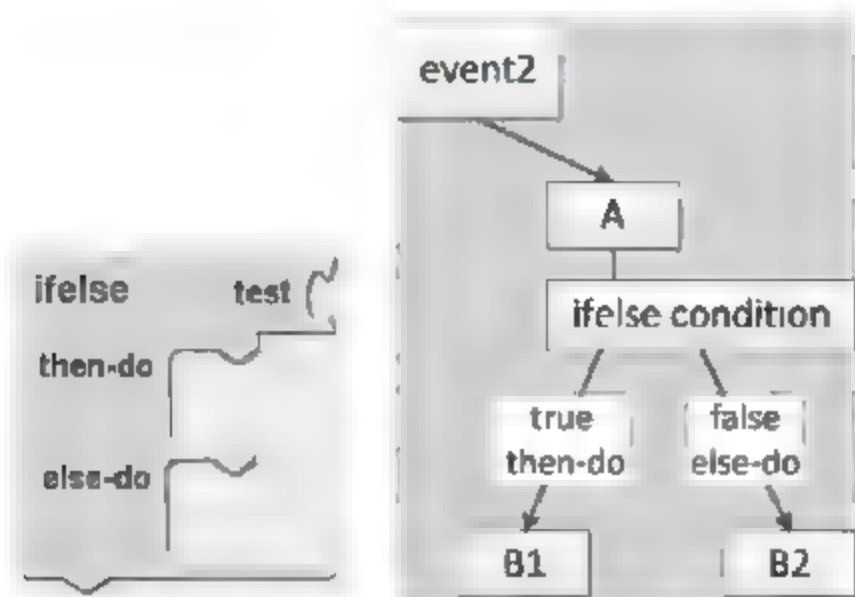 ifelse test
then-do
else-do
event2
A
ifelse condition
true
then-do
false
else-do
B1
B2